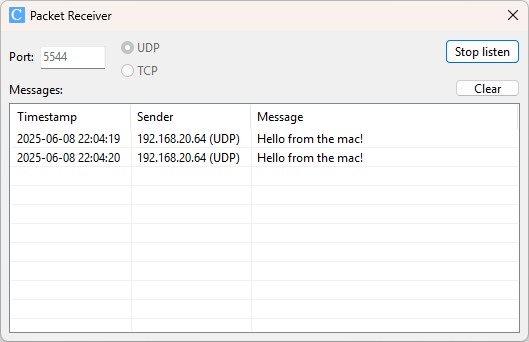 C Packet Receiver
Port: 5544
UDP
TCP
Stop listen
Messages:
Clear
Timestamp Sender Message
2025-06-08 22:04:19 192.168.20.64 (UDP) Hello from the mac!
2025-06-08 22:04:20 192.168.20.64 (UDP) Hello from the mac!